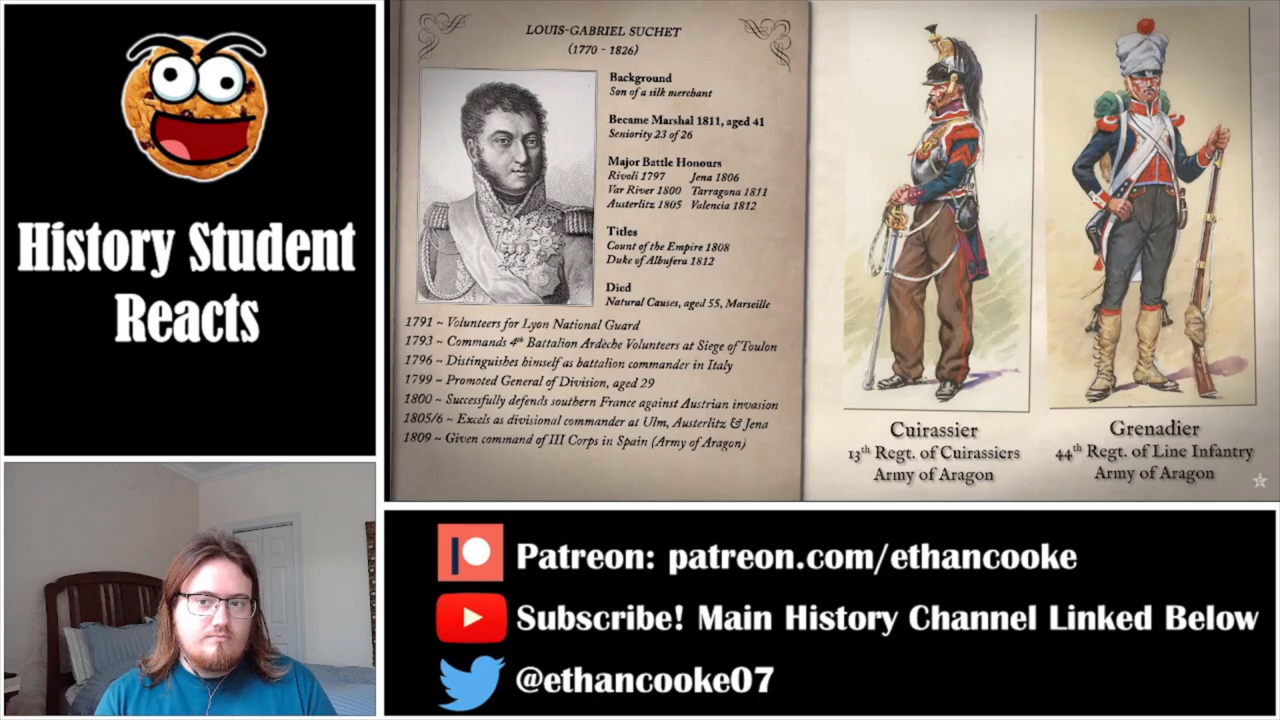 History Student
Reacts
LOUIS-GABRIEL SUCHET
(1770 - 1826)
Background
Son of a silk merchant
Became Marshal 1811, aged 41
Seniority 23 of 26
Major Battle Honours
Rivoli 1797 Jena 1806
Var River 1800 Tarragona 1811
Austerlitz 1805 Valencia 1812
Titles
Count of the Empire 1808
Duke of Albufera 1812
Died
Natural Causes, aged 55, Marseille
1791 ~ Volunteers for Lyon National Guard
1793 ~ Commands 4th Battalion Ardèche Volunteers at Siege of Toulon
1796 ~ Distinguishes himself as battalion commander in Italy
1799 ~ Promoted General of Division, aged 29
1800 ~ Successfully defends southern France against Austrian invasion
1805/6 ~ Excels as divisional commander at Ulm, Austerlitz & Jena
1809 ~ Given command of III Corps in Spain (Army of Aragon)
Cuirassier
13th Regt. of Cuirassiers
Army of Aragon
Grenadier
44th Regt. of Line Infantry
Army of Aragon
Patreon: patreon.com/ethancooke
Subscribe! Main History Channel Linked Below
@ethancooke07